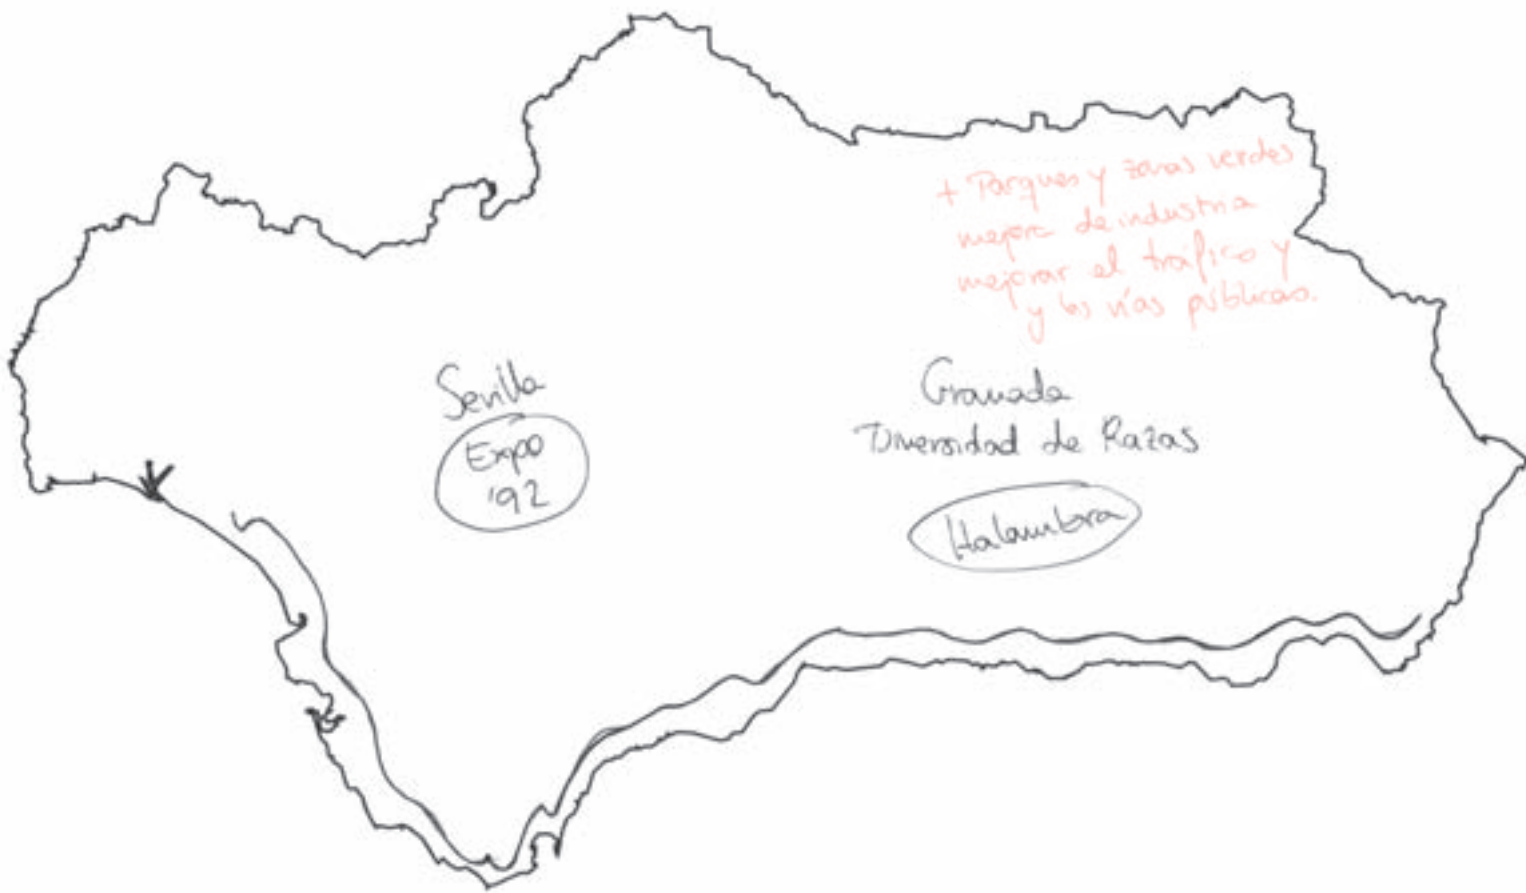 + Parques y zonas verdes
mejora de industria
mejorar el tráfico y
y las vías públicas.
Sevilla
Expo
'92
Granada
Diversidad de Razas
Halambra